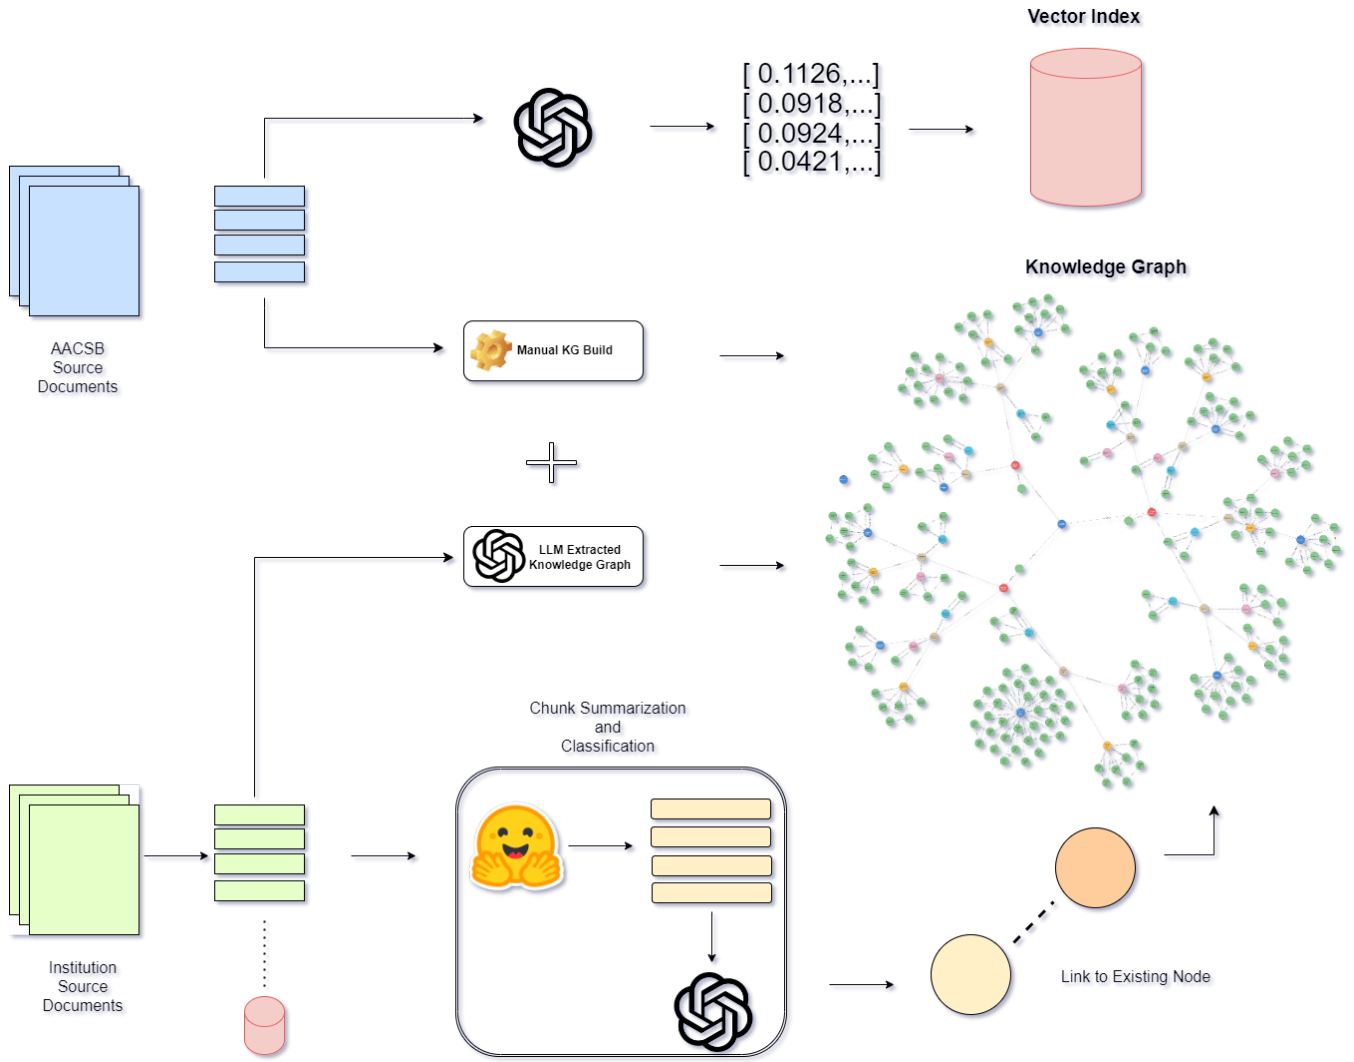 Vector Index
[ 0.1126,...]
[ 0.0918,...]
[ 0.0924,...]
[ 0.0421,...]
AACSB
Source
Documents
Manual KG Build
Knowledge Graph
LLM Extracted
Knowledge Graph
Chunk Summarization
and
Classification
Institution
Source
Documents
Link to Existing Node